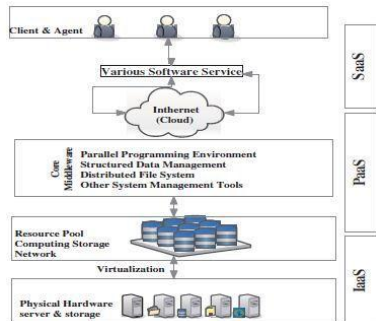 Client & Agent
Various Software Service
Inthernet
(Cloud)
Core
Middleware
Parallel Programming Environment
Structured Data Management
Distributed File System
Other System Management Tools
Resource Pool
Computing Storage
Network
Virtualization
Physical Hardware
server & storage
SaaS
PaaS
IaaS